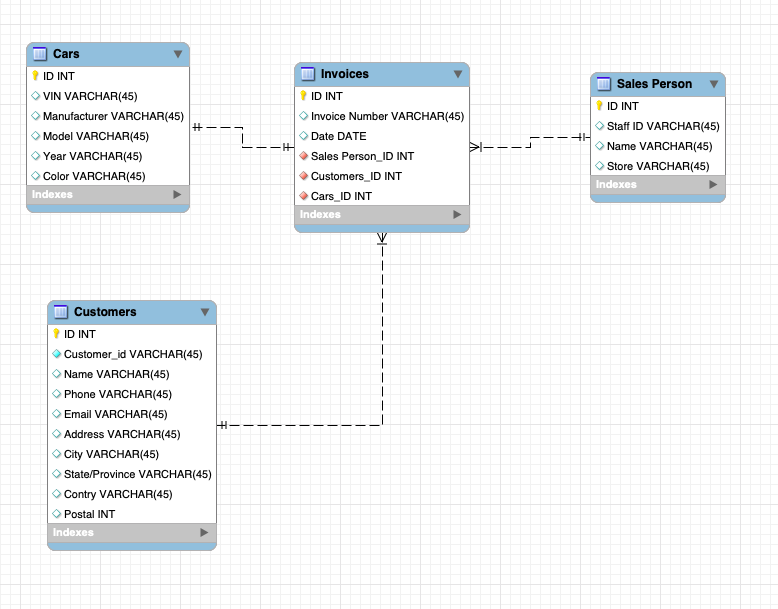 Cars
ID INT
VIN VARCHAR(45)
Manufacturer VARCHAR(45)
Model VARCHAR(45)
Year VARCHAR(45)
Color VARCHAR(45)
Indexes
Invoices
ID INT
Invoice Number VARCHAR(45)
Date DATE
Sales Person_ID INT
Customers_ID INT
Cars_ID INT
Indexes
Sales Person
ID INT
Staff ID VARCHAR(45)
Name VARCHAR(45)
Store VARCHAR(45)
Indexes
Customers
ID INT
Customer_id VARCHAR(45)
Name VARCHAR(45)
Phone VARCHAR(45)
Email VARCHAR(45)
Address VARCHAR(45)
City VARCHAR(45)
State/Province VARCHAR(45)
Contry VARCHAR(45)
Postal INT
Indexes